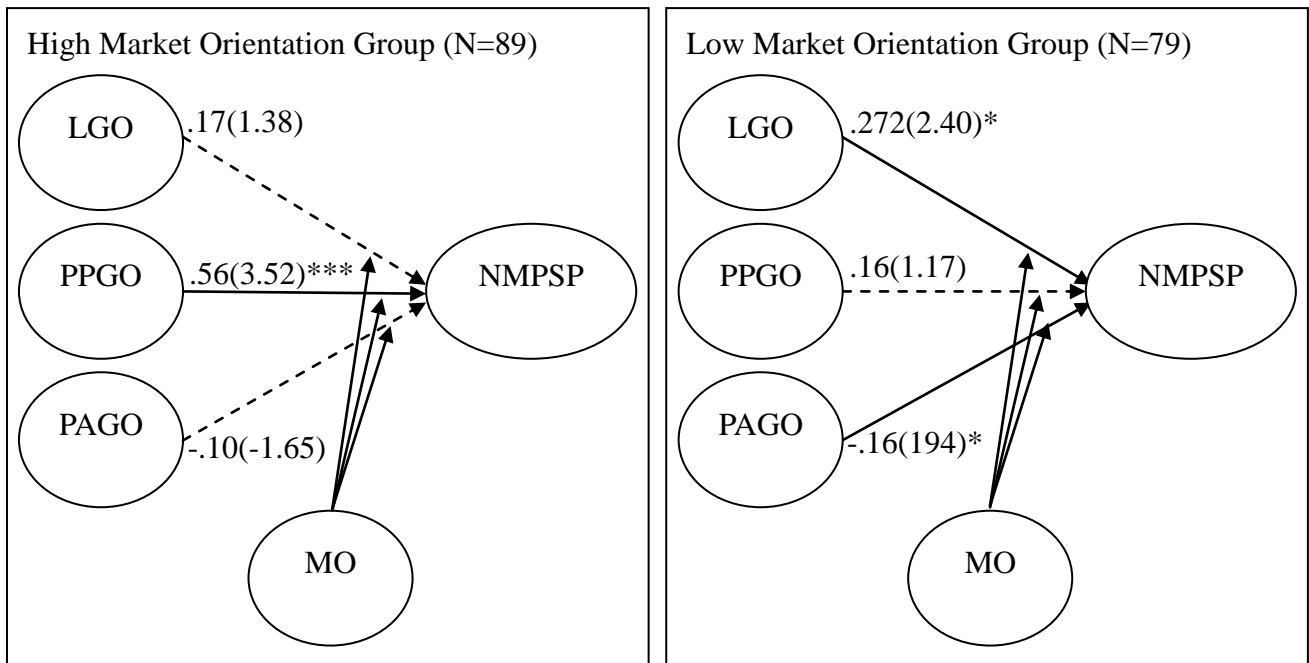 High Market Orientation Group (N=89)
LGO
.17(1.38)
PPGO
.56(3.52)***
NMPSP
PAGO
-.10(-1.65)
MO
Low Market Orientation Group (N=79)
LGO
.272(2.40)*
PPGO
.16(1.17)
NMPSP
PAGO
-.16(194)*
MO